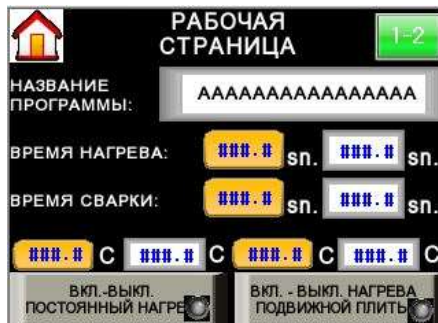 РАБОЧАЯ
СТРАНИЦА
1-2
НАЗВАНИЕ
ПРОГРАММЫ:
AAAAAAAAAAAAAAAA
ВРЕМЯ НАГРЕВА: ###.# sn. ###.# sn.
ВРЕМЯ СВАРКИ: ###.# sn. ###.# sn.
###.# C ###.# C ###.# C ###.# C
ВКЛ.-ВЫКЛ.
ПОСТОЯННЫЙ НАГРЕ
ВКЛ. - ВЫКЛ. НАГРЕВА
ПОДВИЖНОЙ ПЛИТЫ